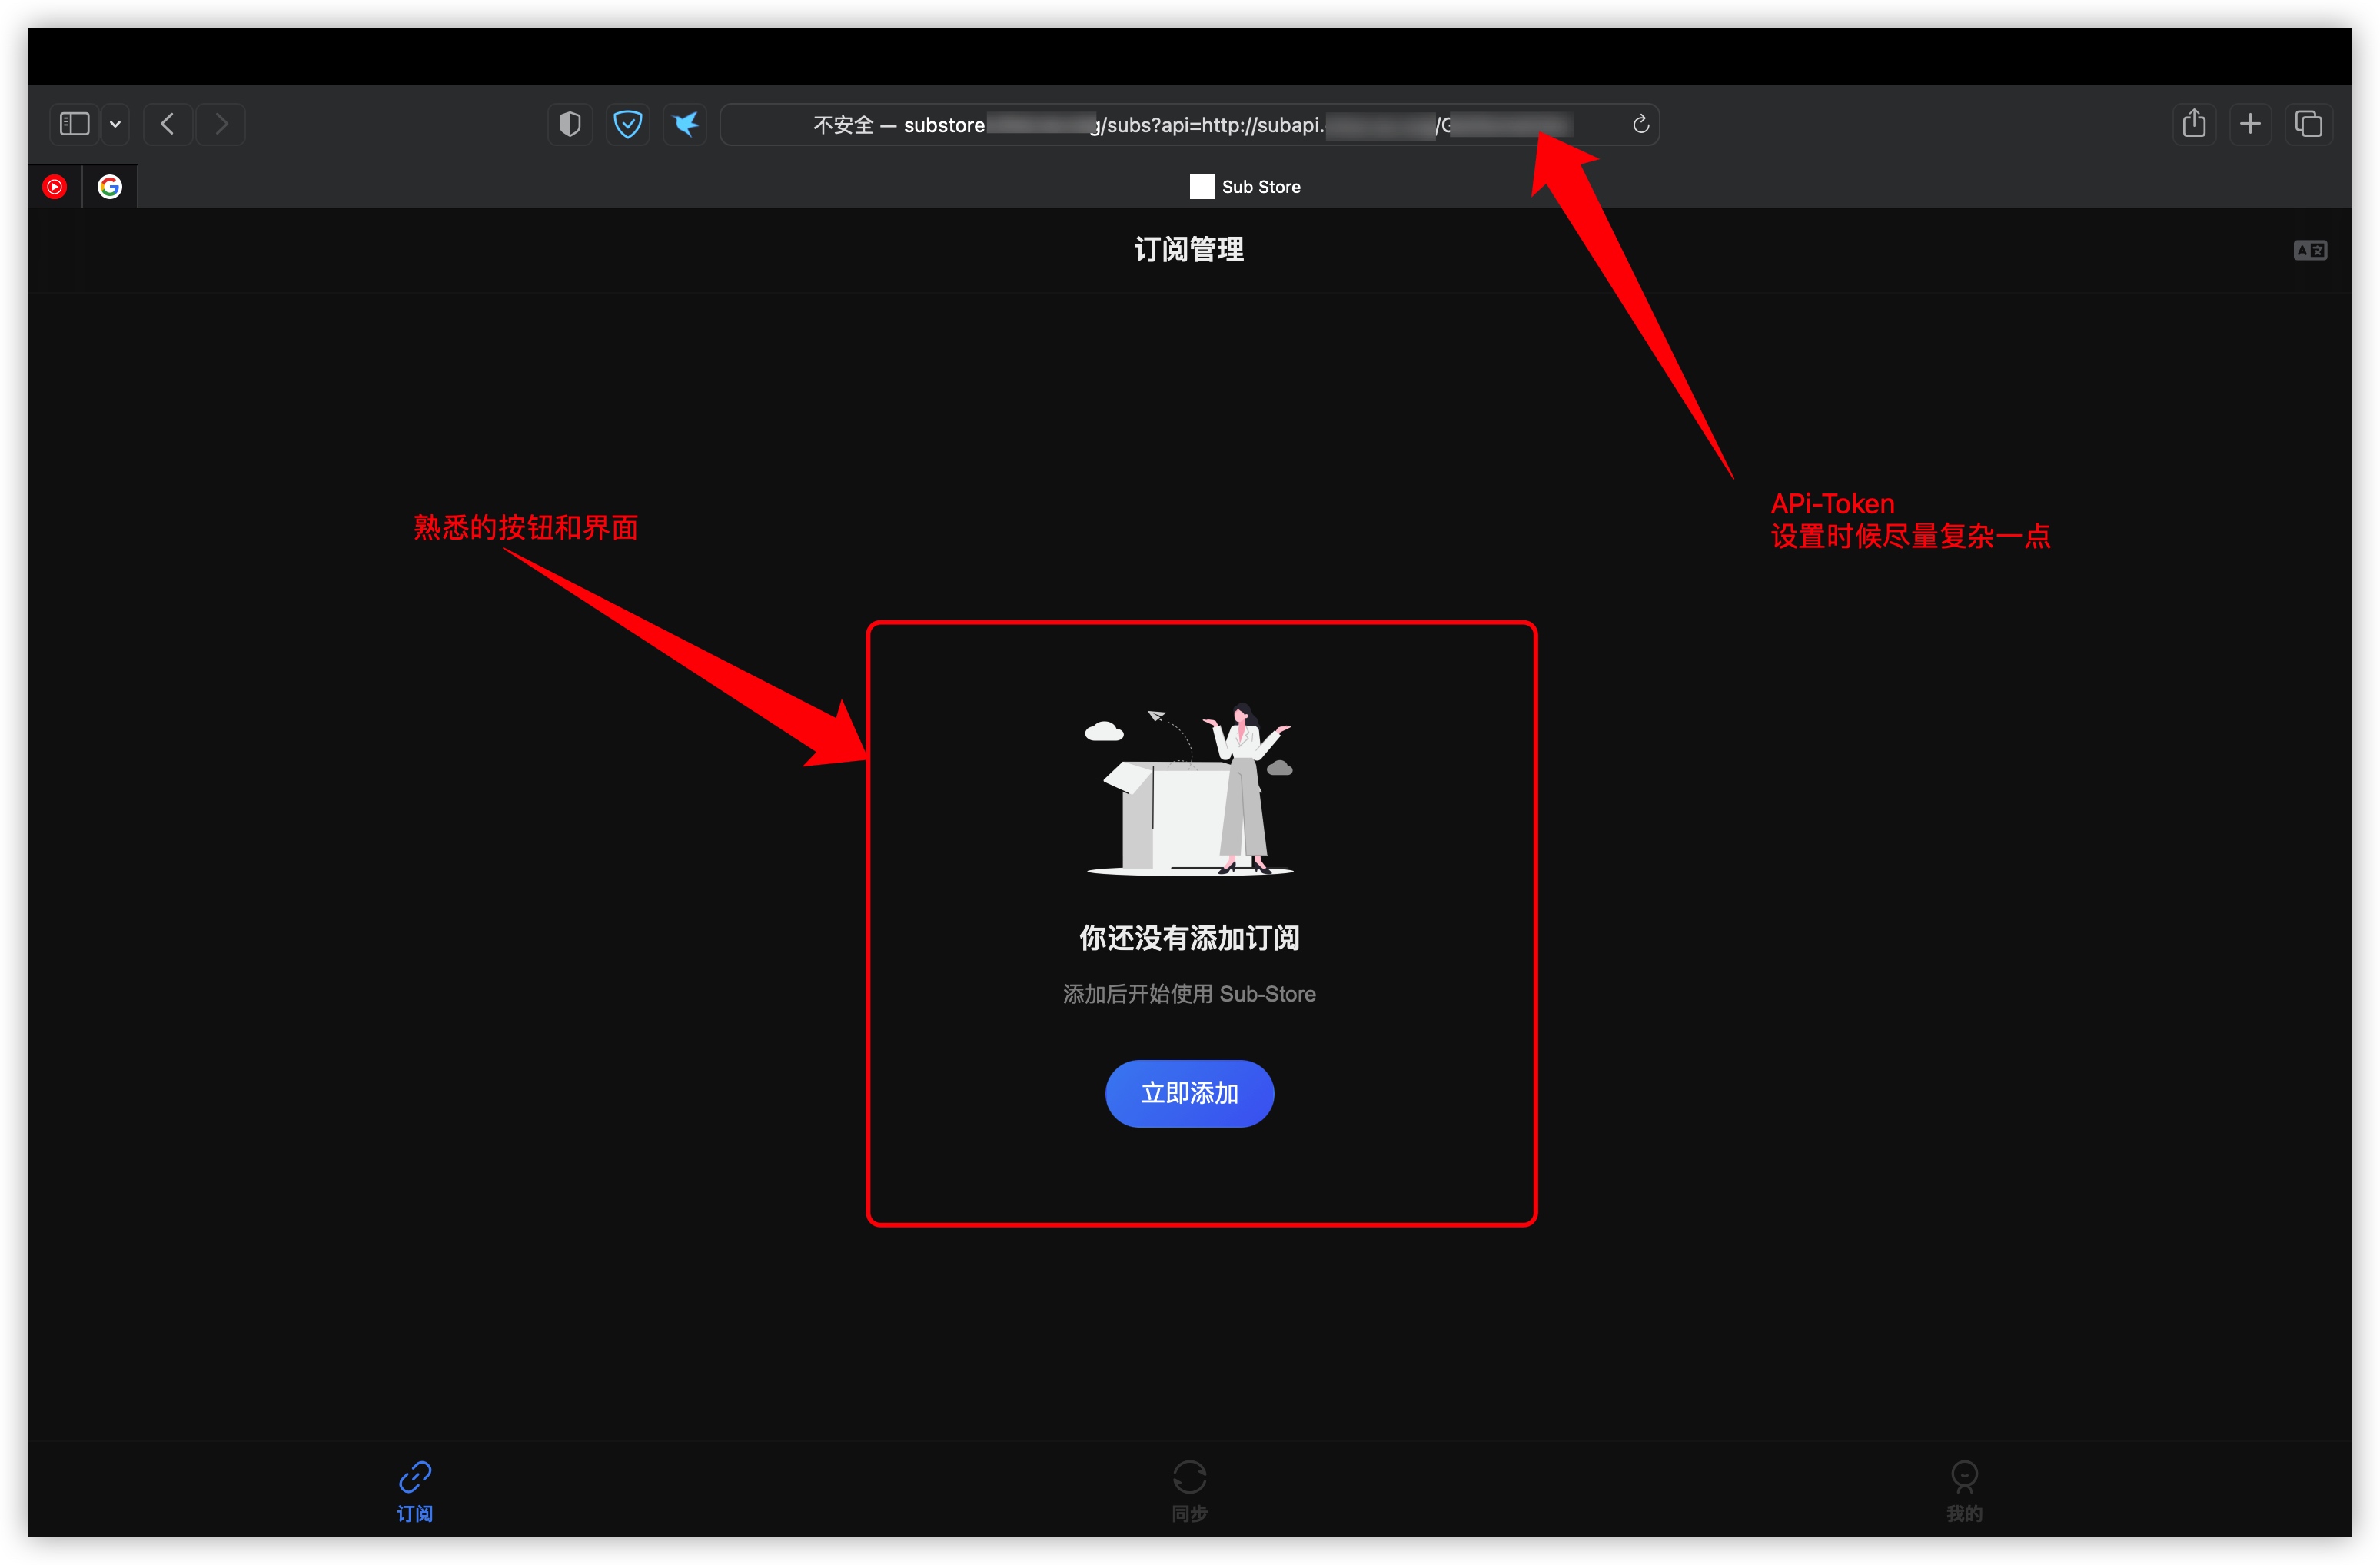 不安全 — substore g/subs?api=http://subapi. /G
Sub Store
订阅管理
APi-Token
设置时候尽量复杂一点
熟悉的按钮和界面
你还没有添加订阅
添加后开始使用 Sub-Store
立即添加
订阅
同步
我的